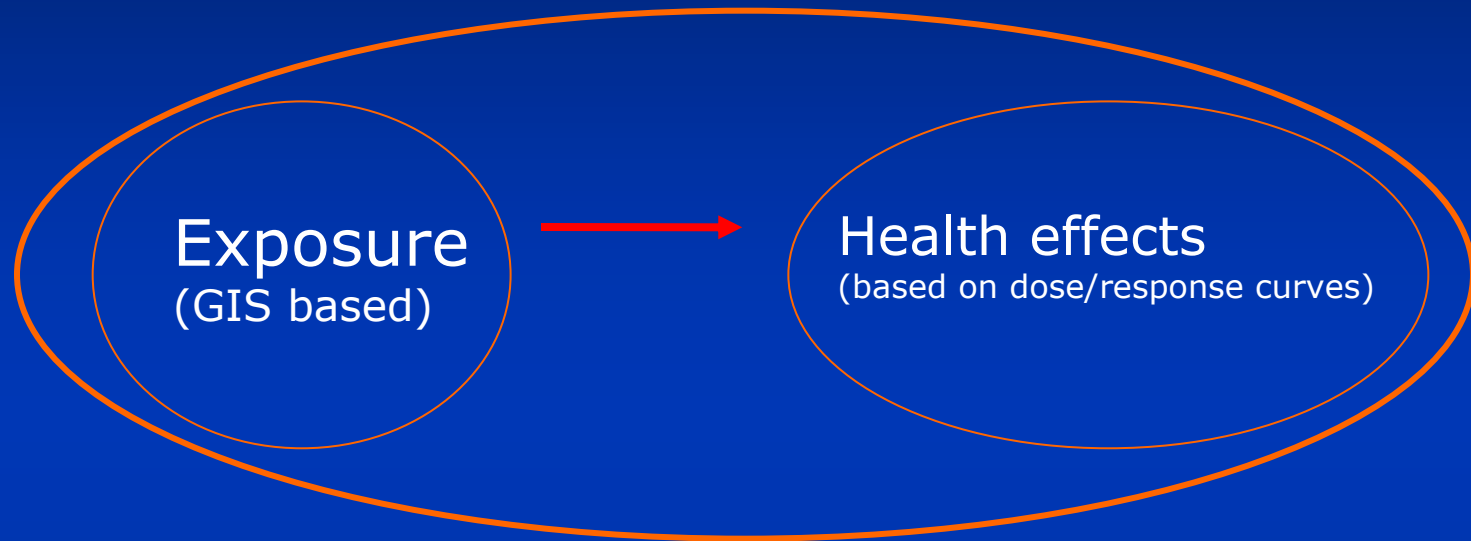 Exposure
(GIS based)
Health effects
(based on dose/response curves)